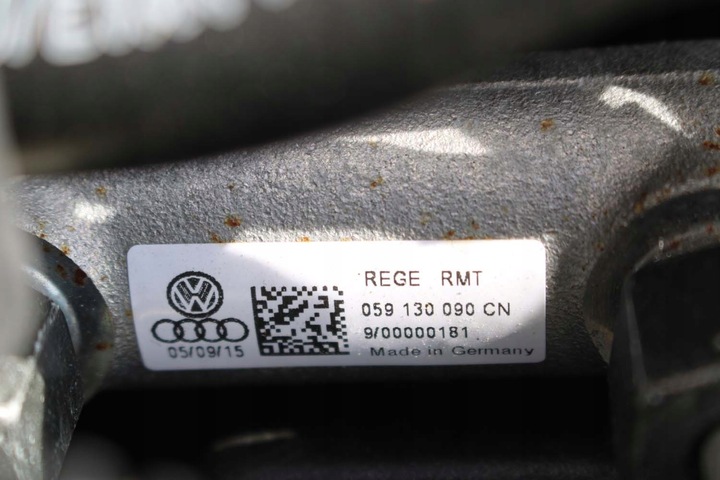 REGE RMT
059 130 090 CN
9/00000181
Made in Germany
05/09/15